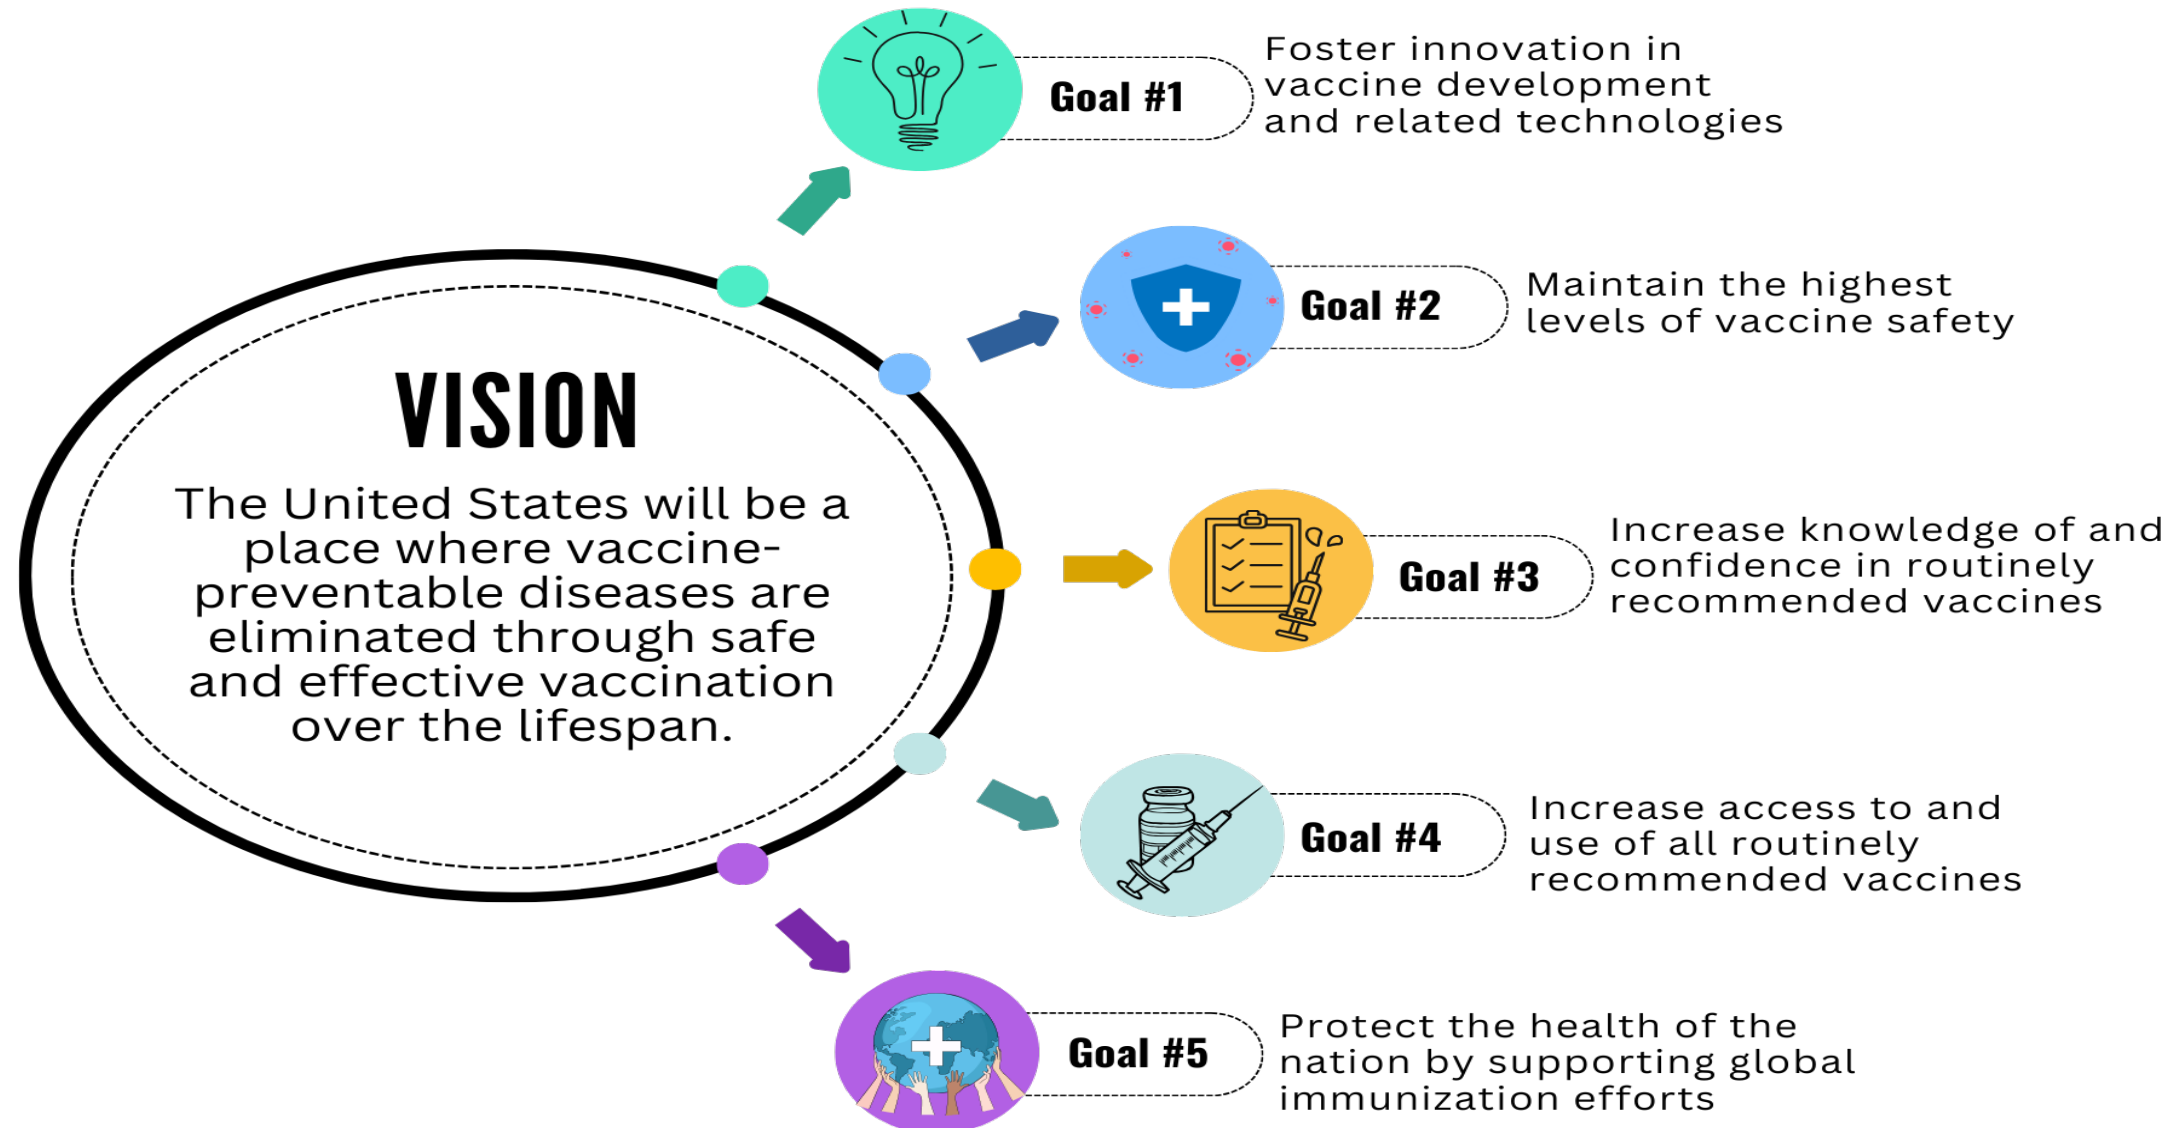 VISION
The United States will be a
place where vaccine-
preventable diseases are
eliminated through safe
and effective vaccination
over the lifespan.
Goal #1
Foster innovation in
vaccine development
and related technologies
Goal #2
Maintain the highest
levels of vaccine safety
Goal #3
Increase knowledge of and
confidence in routinely
recommended vaccines
Goal #4
Increase access to and
use of all routinely
recommended vaccines
Goal #5
Protect the health of the
nation by supporting global
immunization efforts